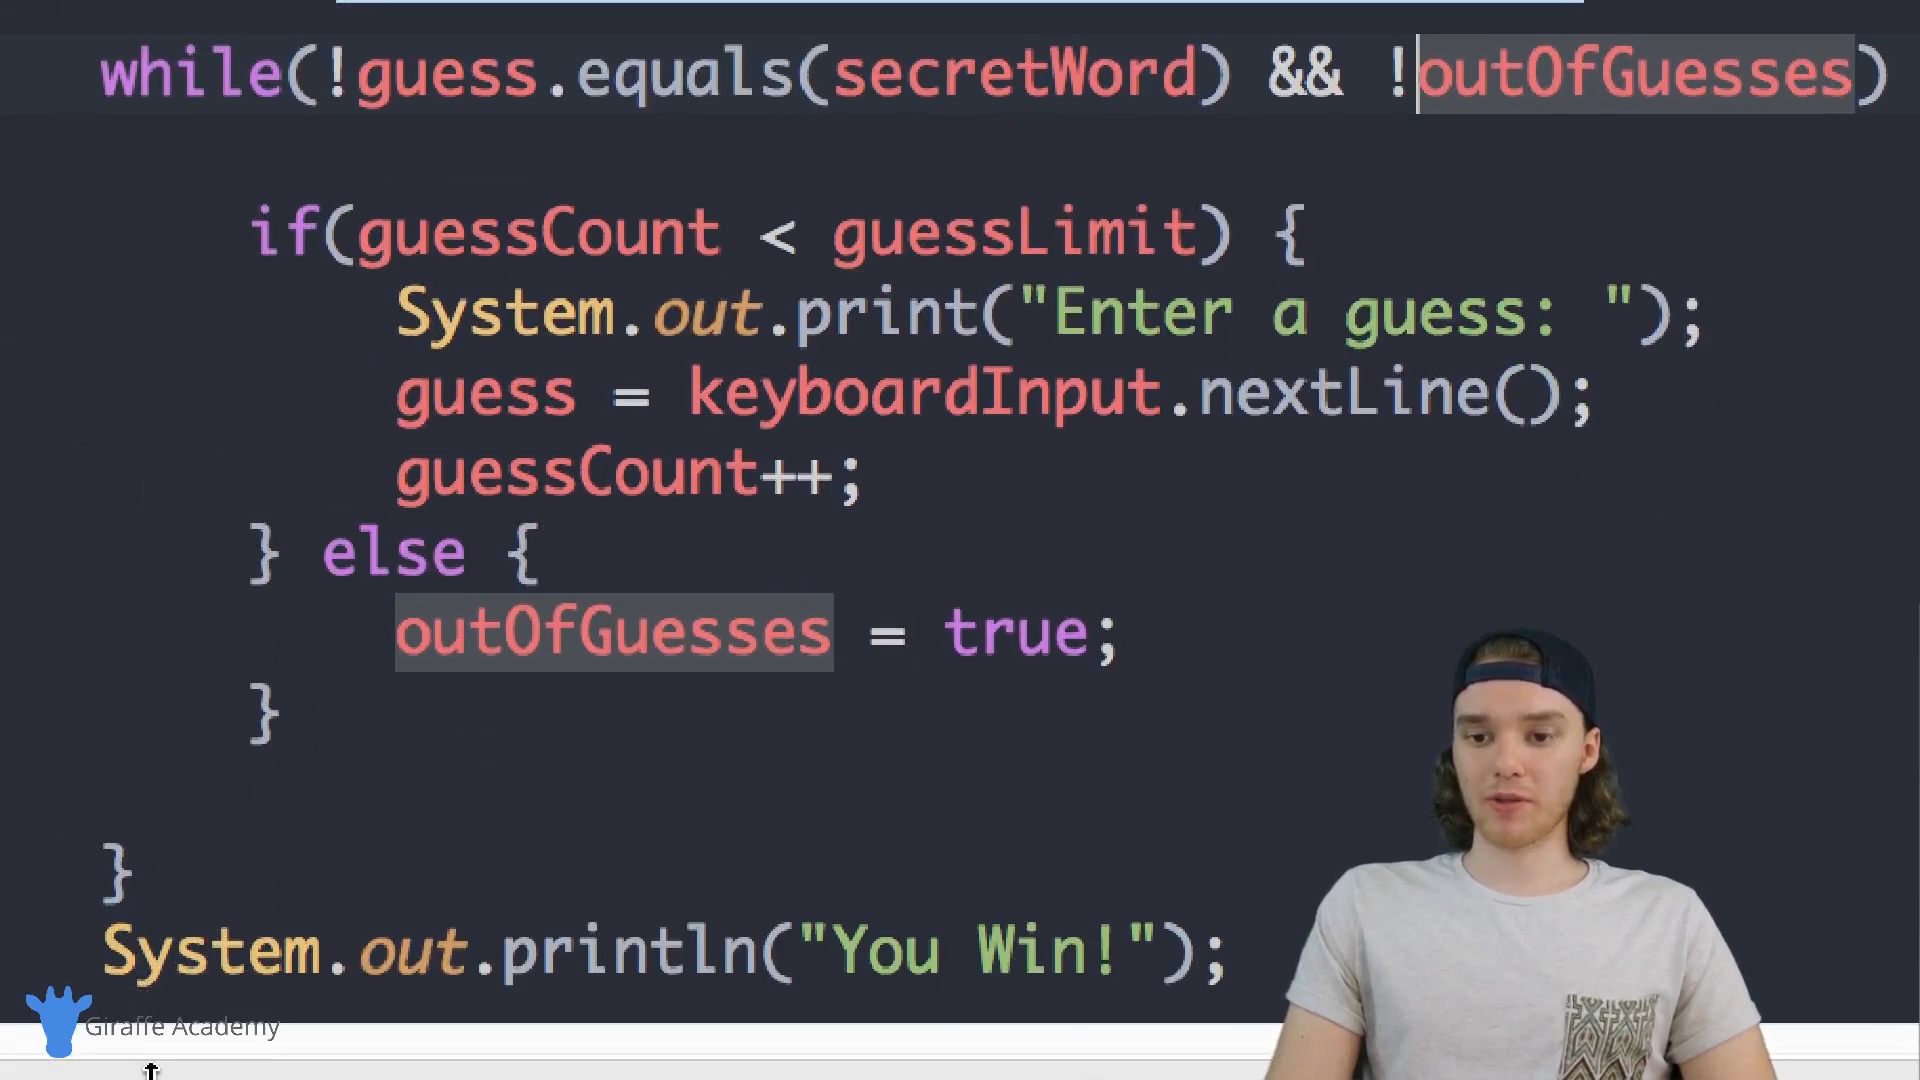 while(!guess.equals(secretWord) && !outOfGuesses)
if(guessCount < guessLimit) {
System.out.print("Enter a guess: ");
guess = keyboardInput.nextLine();
guessCount++;
} else {
outOfGuesses = true;
}
}
System.out.println("You Win!");
Giraffe Academy